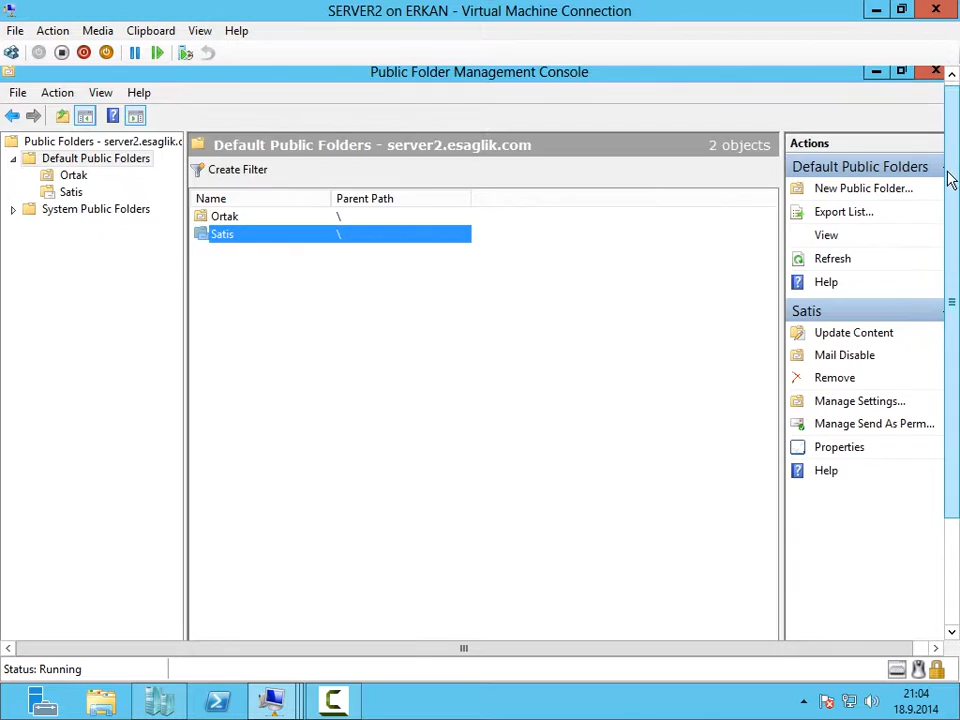 SERVER2 on ERKAN - Virtual Machine Connection
File Action Media Clipboard View Help
Public Folder Management Console
File Action View Help
Public Folders - server2.esaglik.c
Default Public Folders
Ortak
Satis
System Public Folders
Default Public Folders - server2.esaglik.com 2 objects
Create Filter
Name Parent Path
Ortak \
Satis \
Actions
Default Public Folders
New Public Folder...
Export List...
View
Refresh
Help
Satis
Update Content
Mail Disable
Remove
Manage Settings...
Manage Send As Perm...
Properties
Help
Status: Running
21:04
18.9.2014